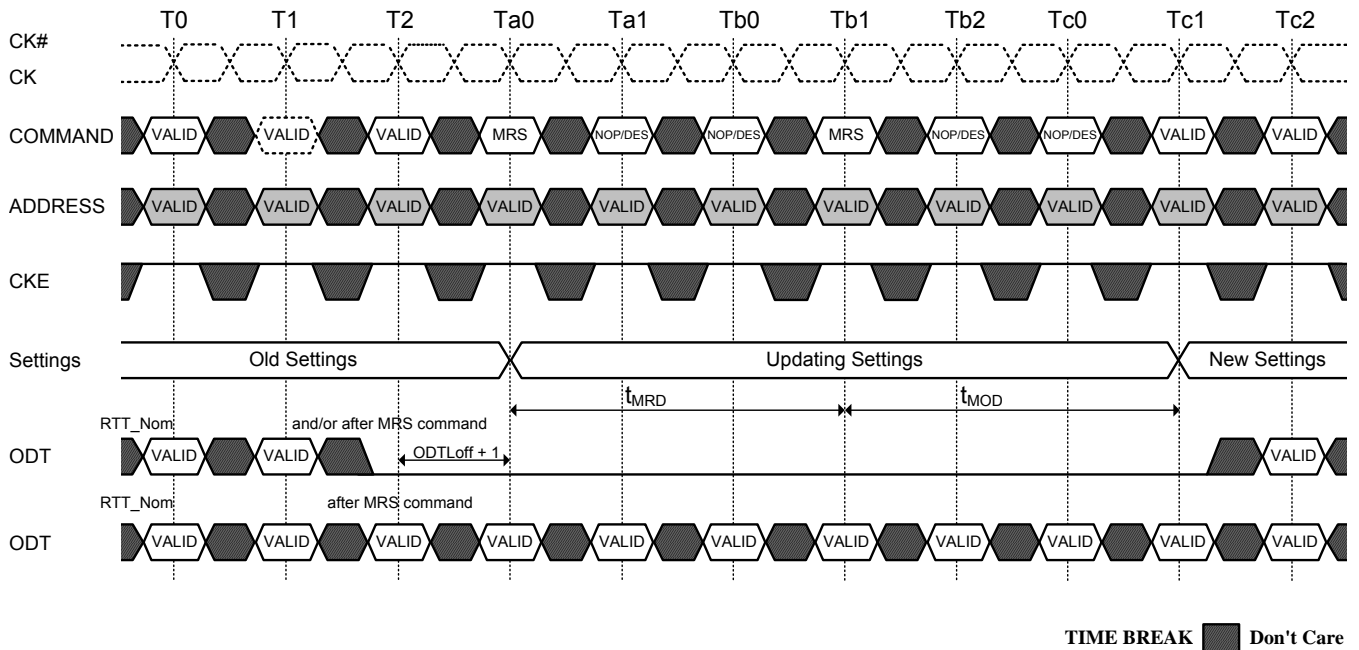 T0 T1 T2 Ta0 Ta1 Tb0 Tb1 Tb2 Tc0 Tc1 Tc2
CK#
CK
COMMAND VALID VALID VALID MRS NOP/DES NOP/DES MRS NOP/DES NOP/DES VALID VALID
ADDRESS VALID VALID VALID VALID VALID VALID VALID VALID VALID VALID VALID
CKE
Settings Old Settings Updating Settings New Settings
tMRD tMOD
RTT_Nom and/or after MRS command
ODT VALID VALID ODTLoff + 1 VALID
RTT_Nom after MRS command
ODT VALID VALID VALID VALID VALID VALID VALID VALID VALID VALID VALID
TIME BREAK Don't Care